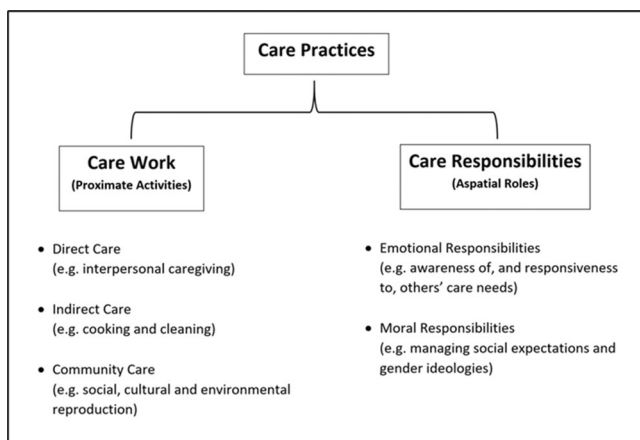 Care Practices
Care Work
(Proximate Activities)
• Direct Care
(e.g. interpersonal caregiving)
• Indirect Care
(e.g. cooking and cleaning)
• Community Care
(e.g. social, cultural and environmental
reproduction)
Care Responsibilities
(Aspatial Roles)
• Emotional Responsibilities
(e.g. awareness of, and responsiveness
to, others’ care needs)
• Moral Responsibilities
(e.g. managing social expectations and
gender ideologies)